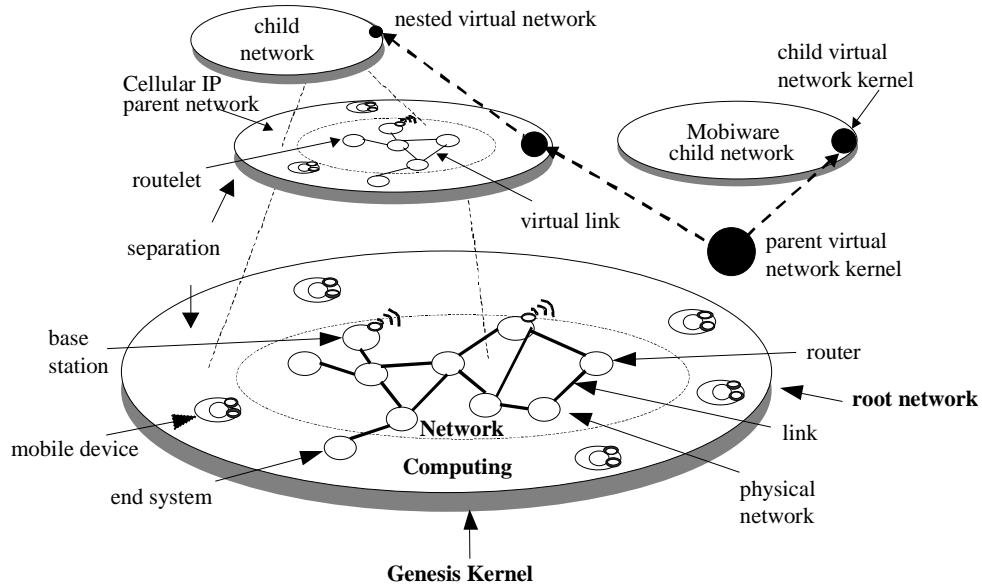 child
network
nested virtual network
child virtual
network kernel
Cellular IP
parent network
Mobiware
child network
routelet
virtual link
separation
parent virtual
network kernel
base
station
router
root network
mobile device
Network
link
Computing
end system
physical
network
Genesis Kernel